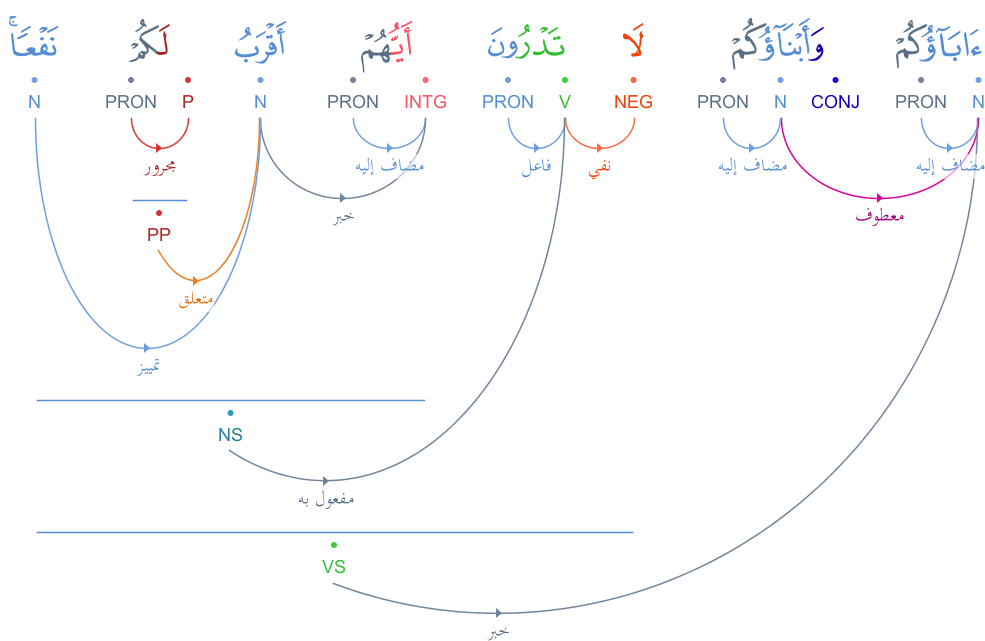 ءَابَآؤُكُمْ وَأَبْنَآؤُكُمْ لَا تَدْرُونَ أَيُّهُمْ أَقْرَبُ لَكُمْ نَفْعًاۚ
N PRON CONJ N PRON NEG V PRON INTG PRON N P PRON N
مضاف إليه مضاف إليه نفي فاعل مضاف إليه مجرور
معطوف خبر
PP
متعلق
تمييز
NS
مفعول به
VS
خبر